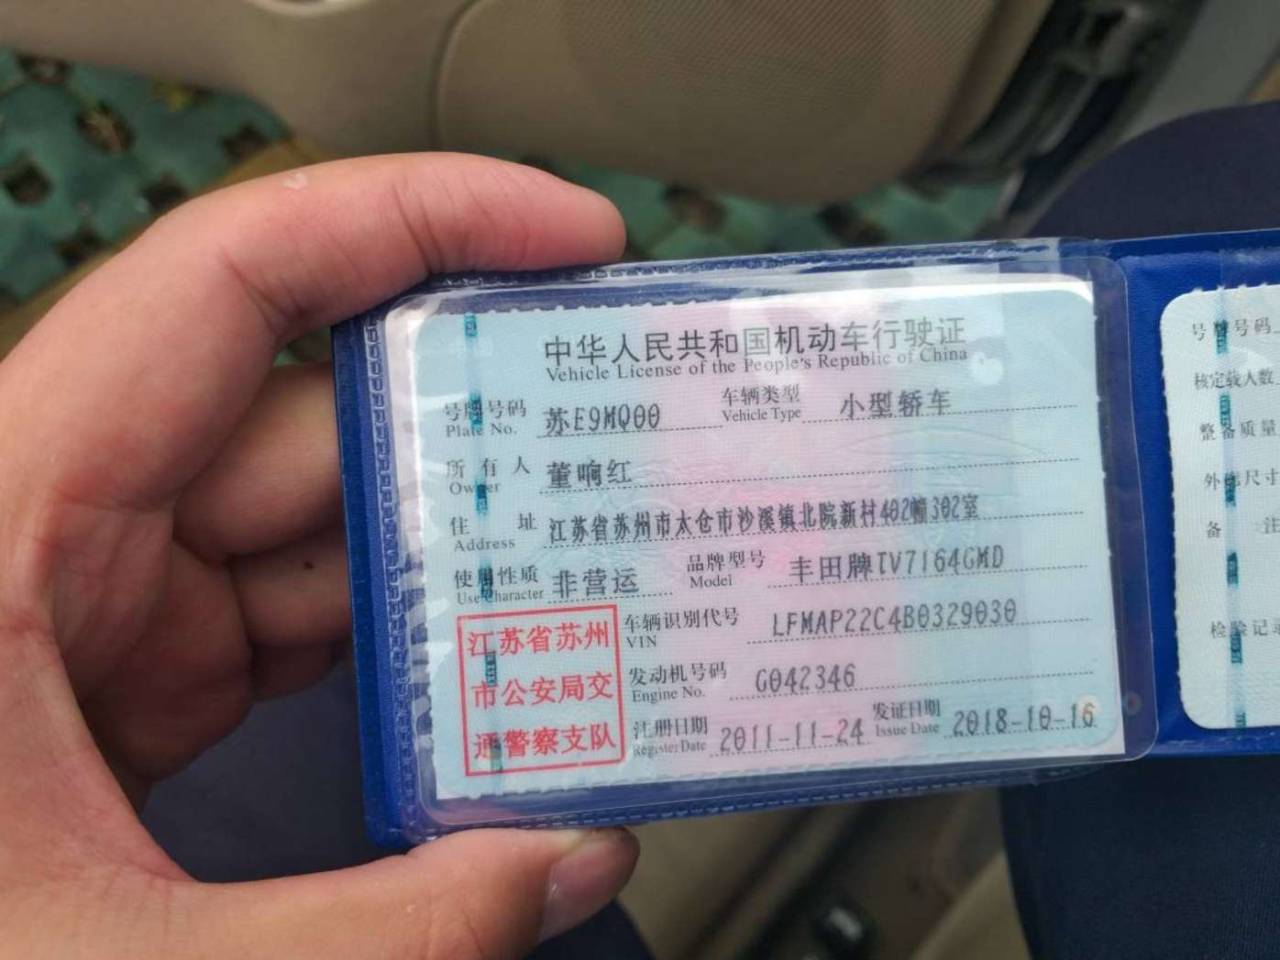 中华人民共和国机动车行驶证
Vehicle License of the People's Republic of China
号牌号码 苏E9MQ00 车辆类型 小型轿车
Plate No. Vehicle Type
所有人 董响红
Owner
住址 江苏省苏州市太仓市沙溪镇北院新村402幢302室
Address
使用性质 非营运 品牌型号 丰田牌TV7164GMD
Use Character Model
江苏省苏州
市公安局交
通警察支队
车辆识别代号 LFMAP22C4B0329030
VIN
发动机号码 G042346
Engine No.
注册日期 2011-11-24 发证日期 2018-10-16
Register Date Issue Date
号牌号码
核定载人数
整备质量
外廓尺寸
备注
检验记录